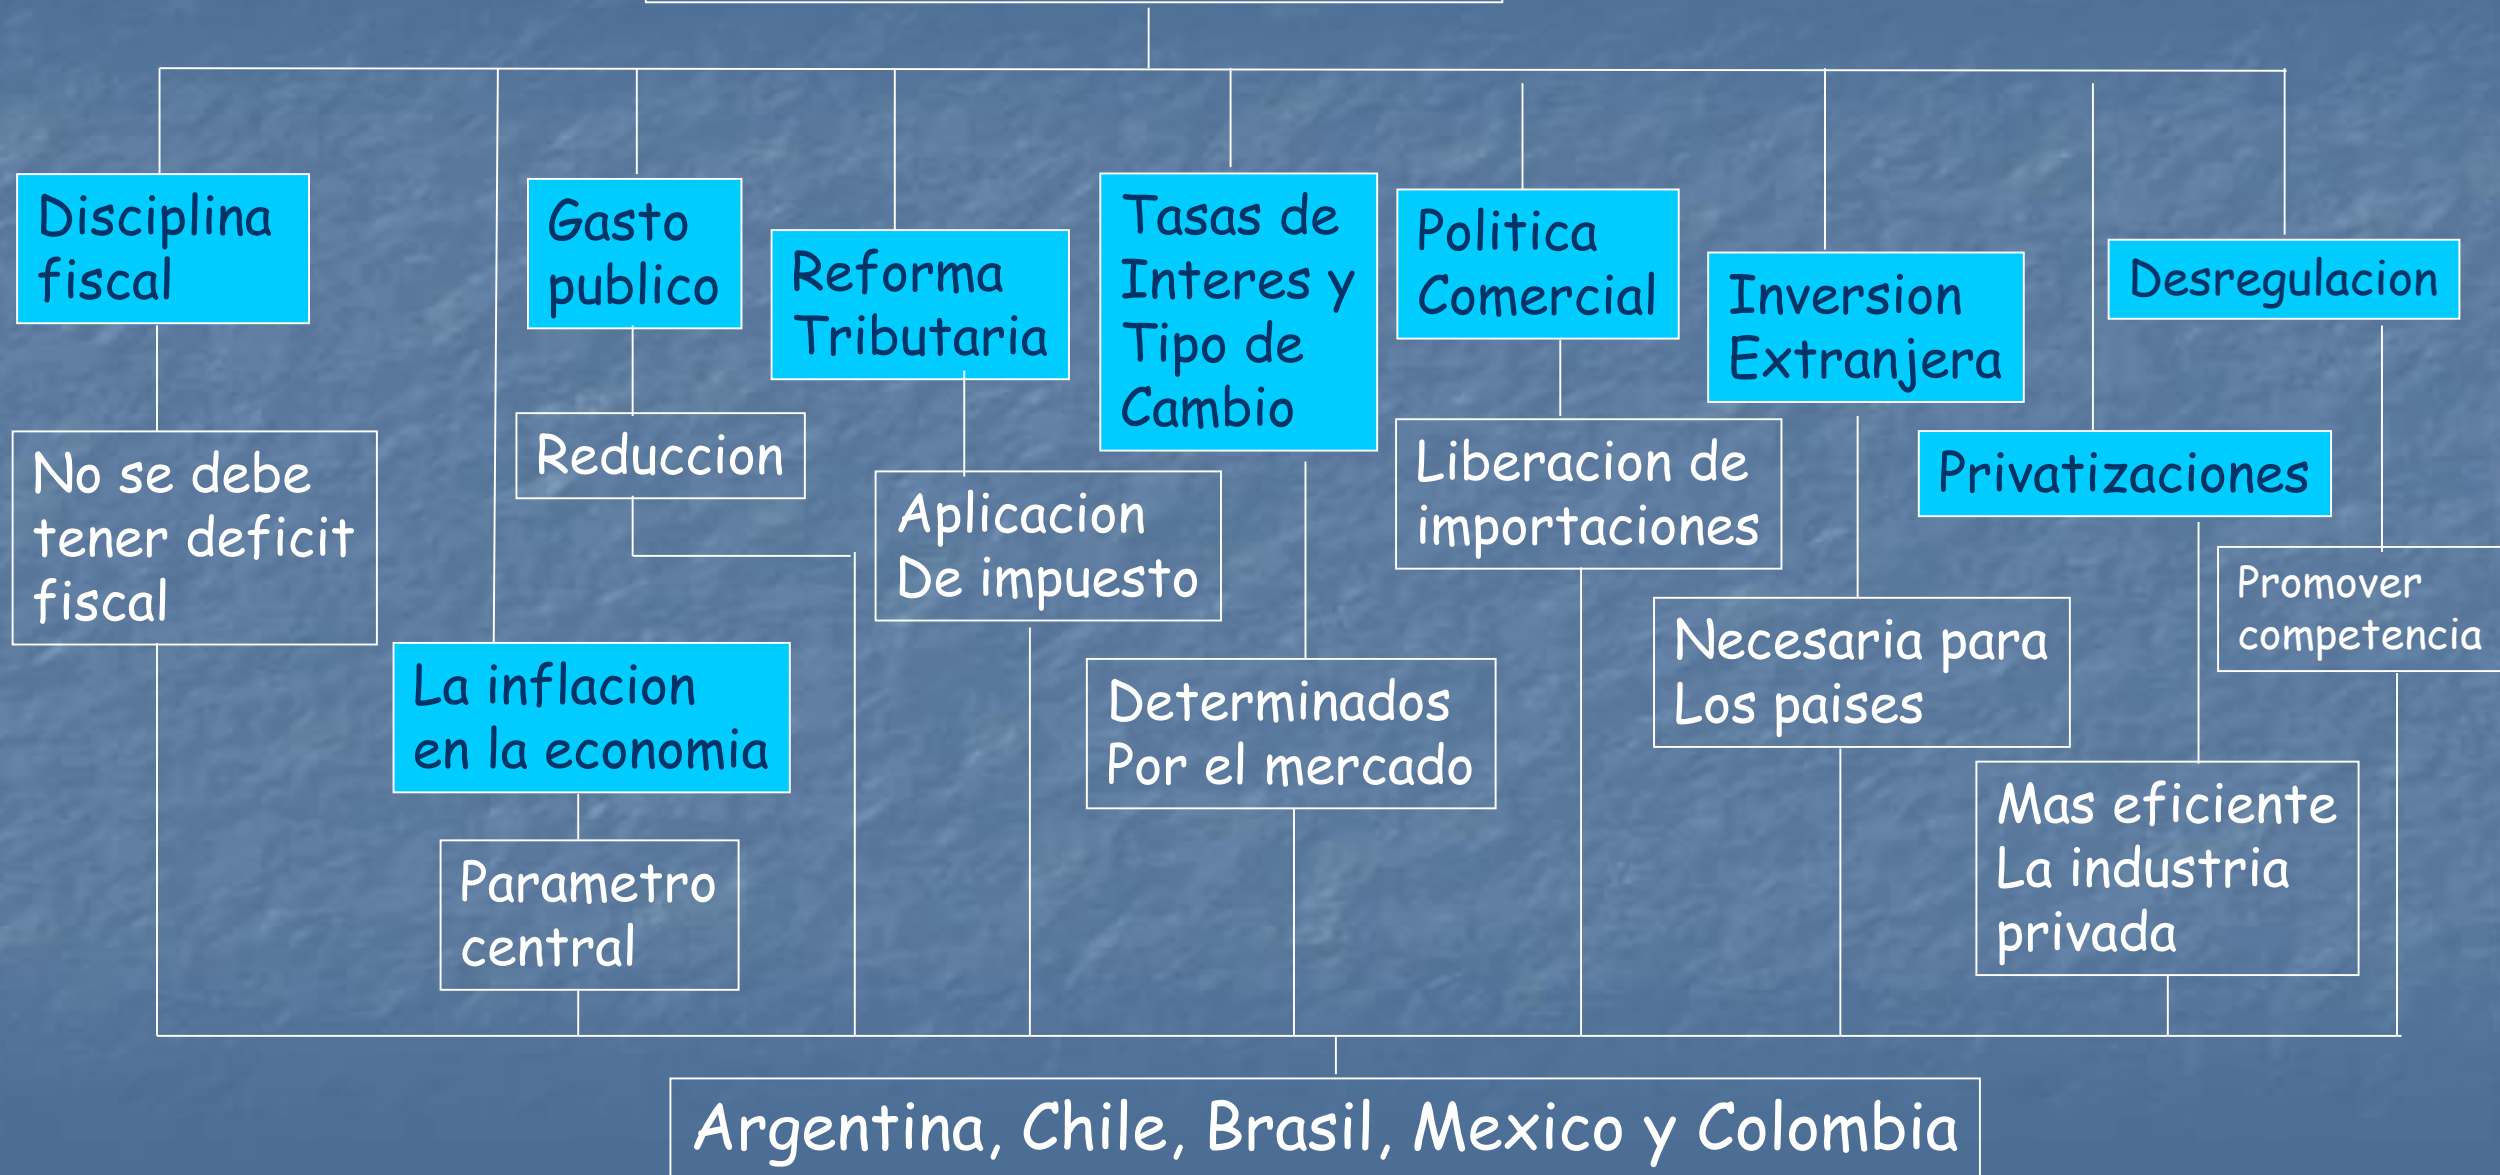 Disciplina
fiscal
Gasto
publico
Reforma
Tributaria
Tasas de
Interes y
Tipo de
Cambio
Politica
Comercial
Inversion
Extranjera
Desregulacion
No se debe
tener deficit
fiscal
Reduccion
Aplicacion
De impuesto
Liberacion de
importaciones
Privatizaciones
Promover
competencia
La inflacion
en la economia
Determinados
Por el mercado
Necesaria para
Los paises
Mas eficiente
La industria
privada
Parametro
central
Argentina, Chile, Brasil, Mexico y Colombia